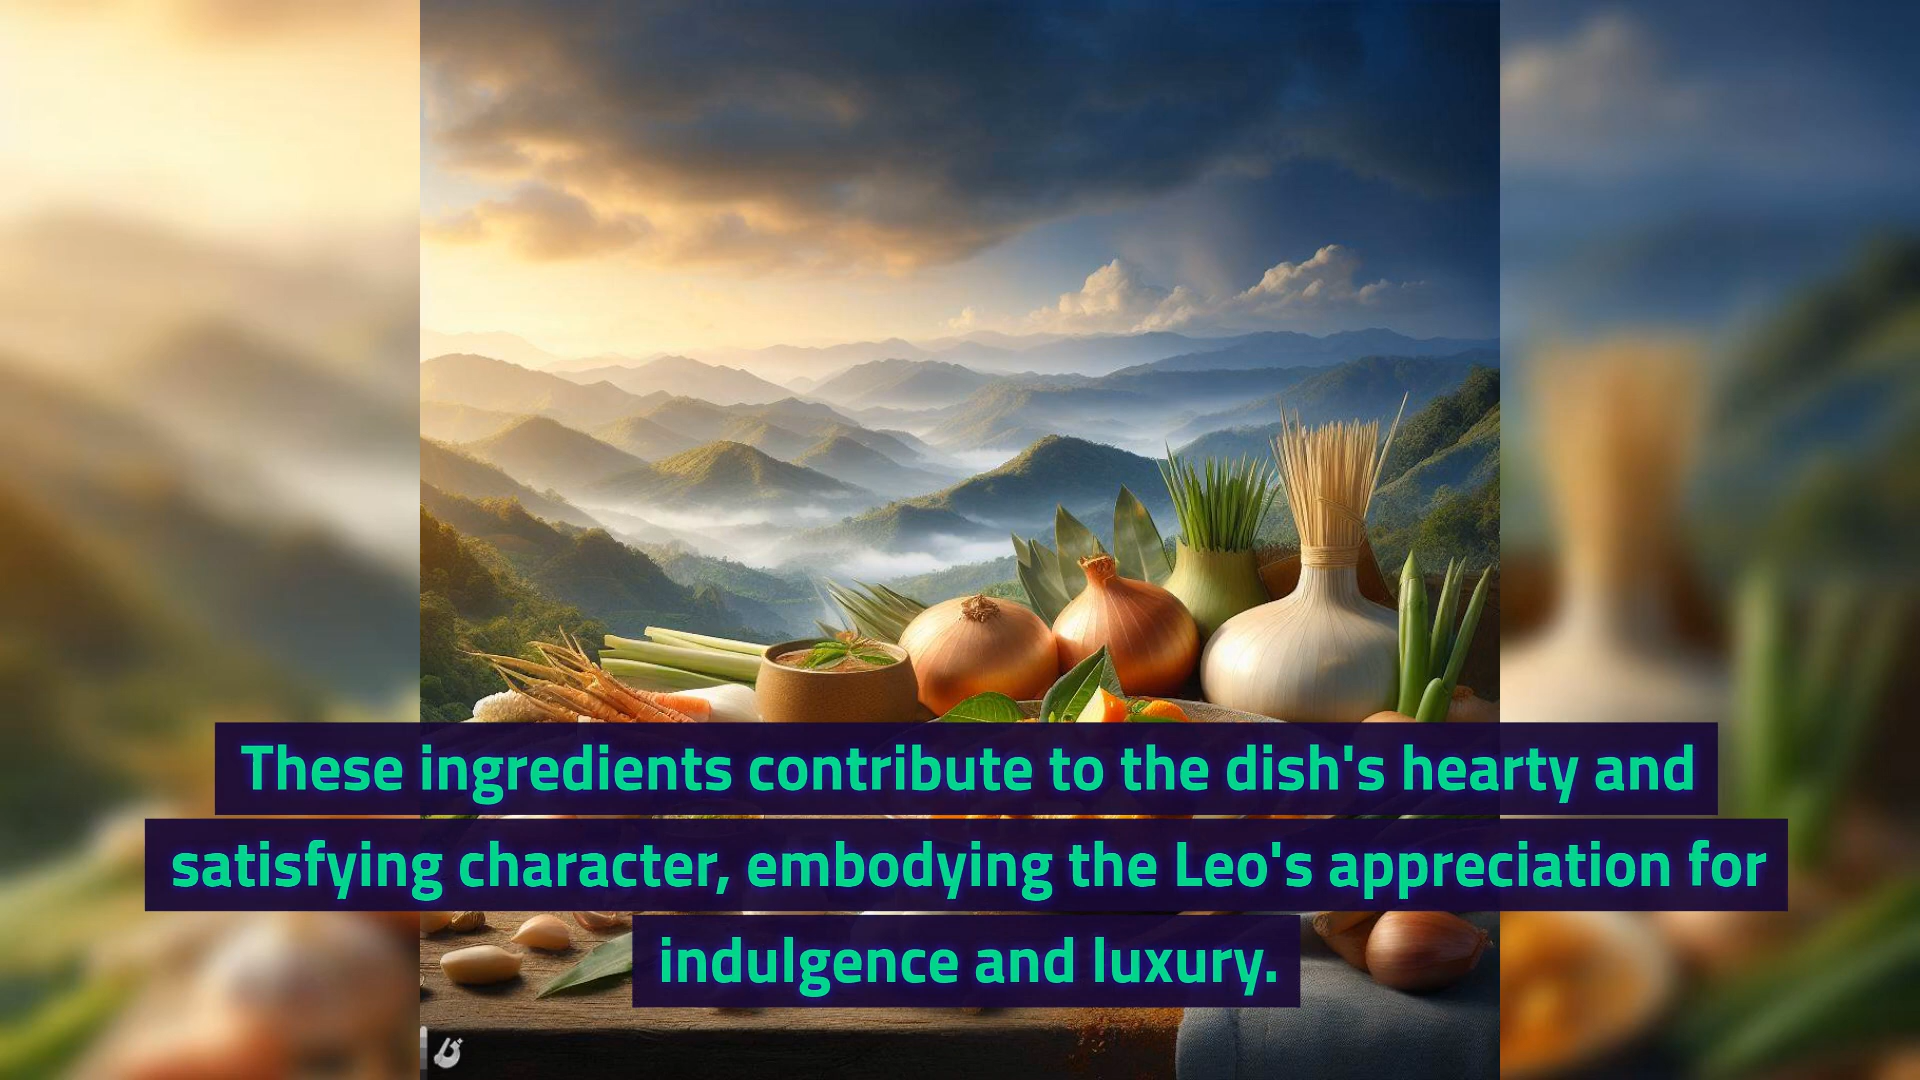 These ingredients contribute to the dish's hearty and
satisfying character, embodying the Leo's appreciation for
indulgence and luxury.